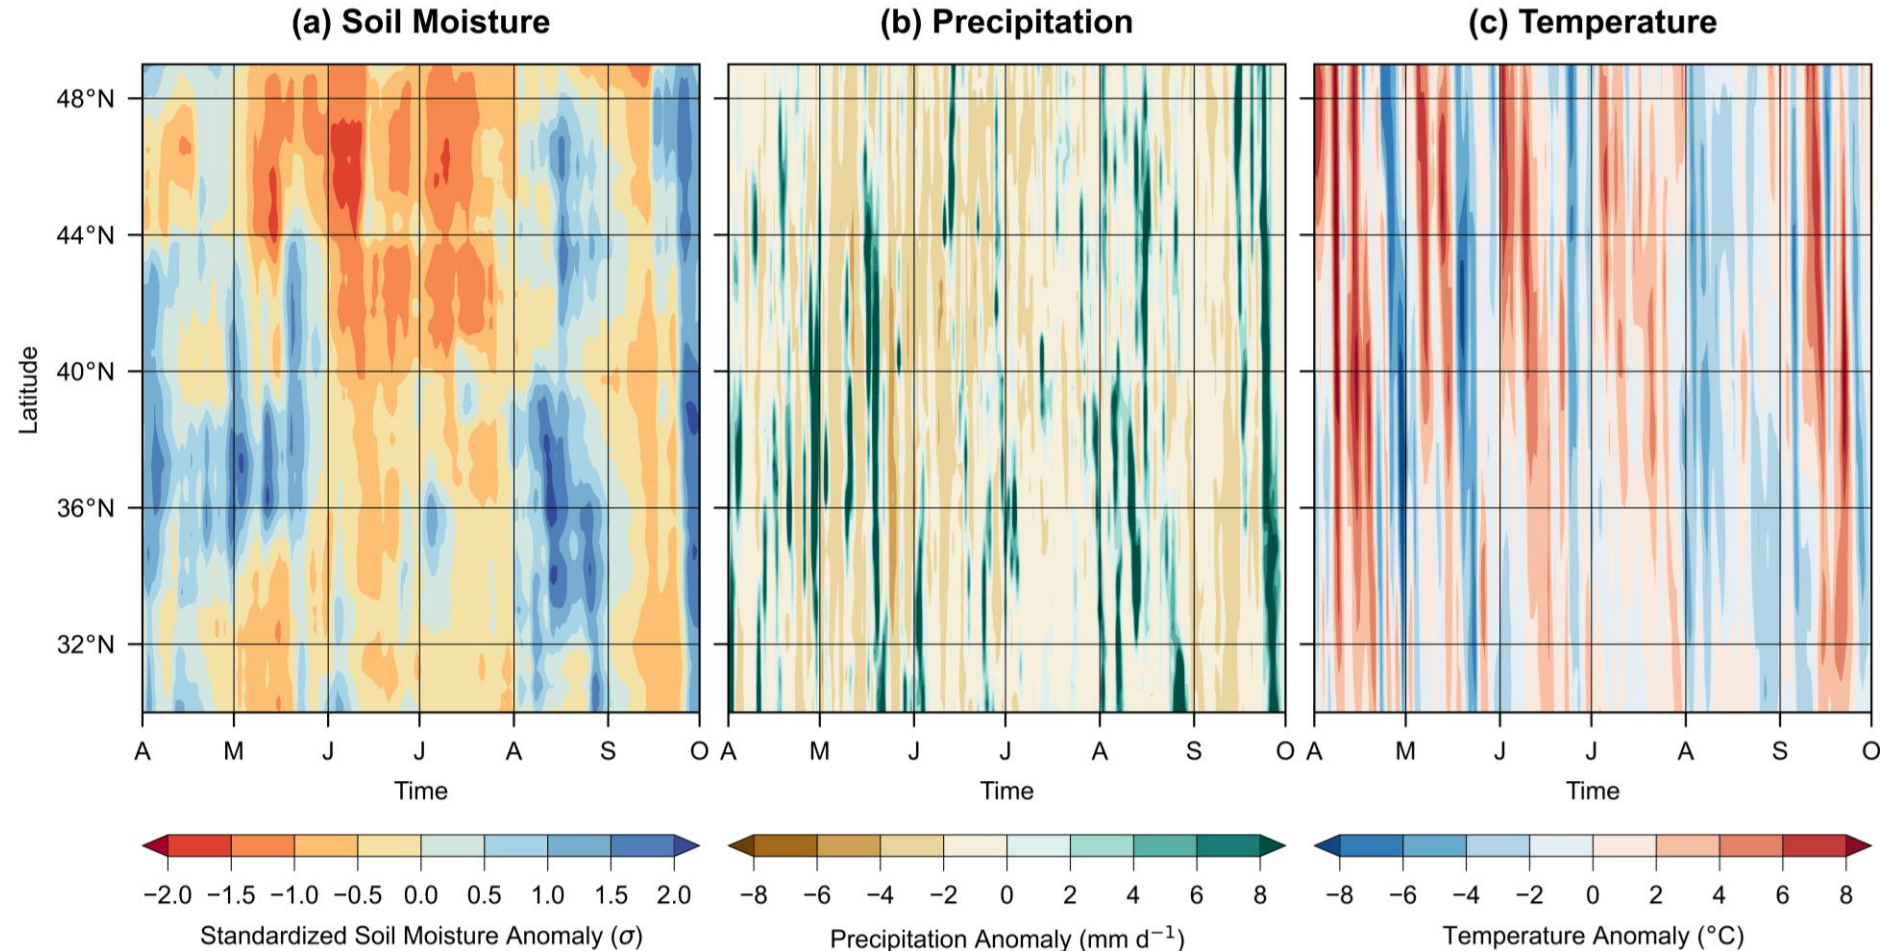 (a) Soil Moisture (b) Precipitation (c) Temperature
48°N
44°N
40°N
36°N
32°N
Latitude
A M J J A S O A M J J A S O A M J J A S O
Time Time Time
−2.0 −1.5 −1.0 −0.5 0.0 0.5 1.0 1.5 2.0 −8 −6 −4 −2 0 2 4 6 8 −8 −6 −4 −2 0 2 4 6 8
Standardized Soil Moisture Anomaly (σ) Precipitation Anomaly (mm d⁻¹) Temperature Anomaly (°C)